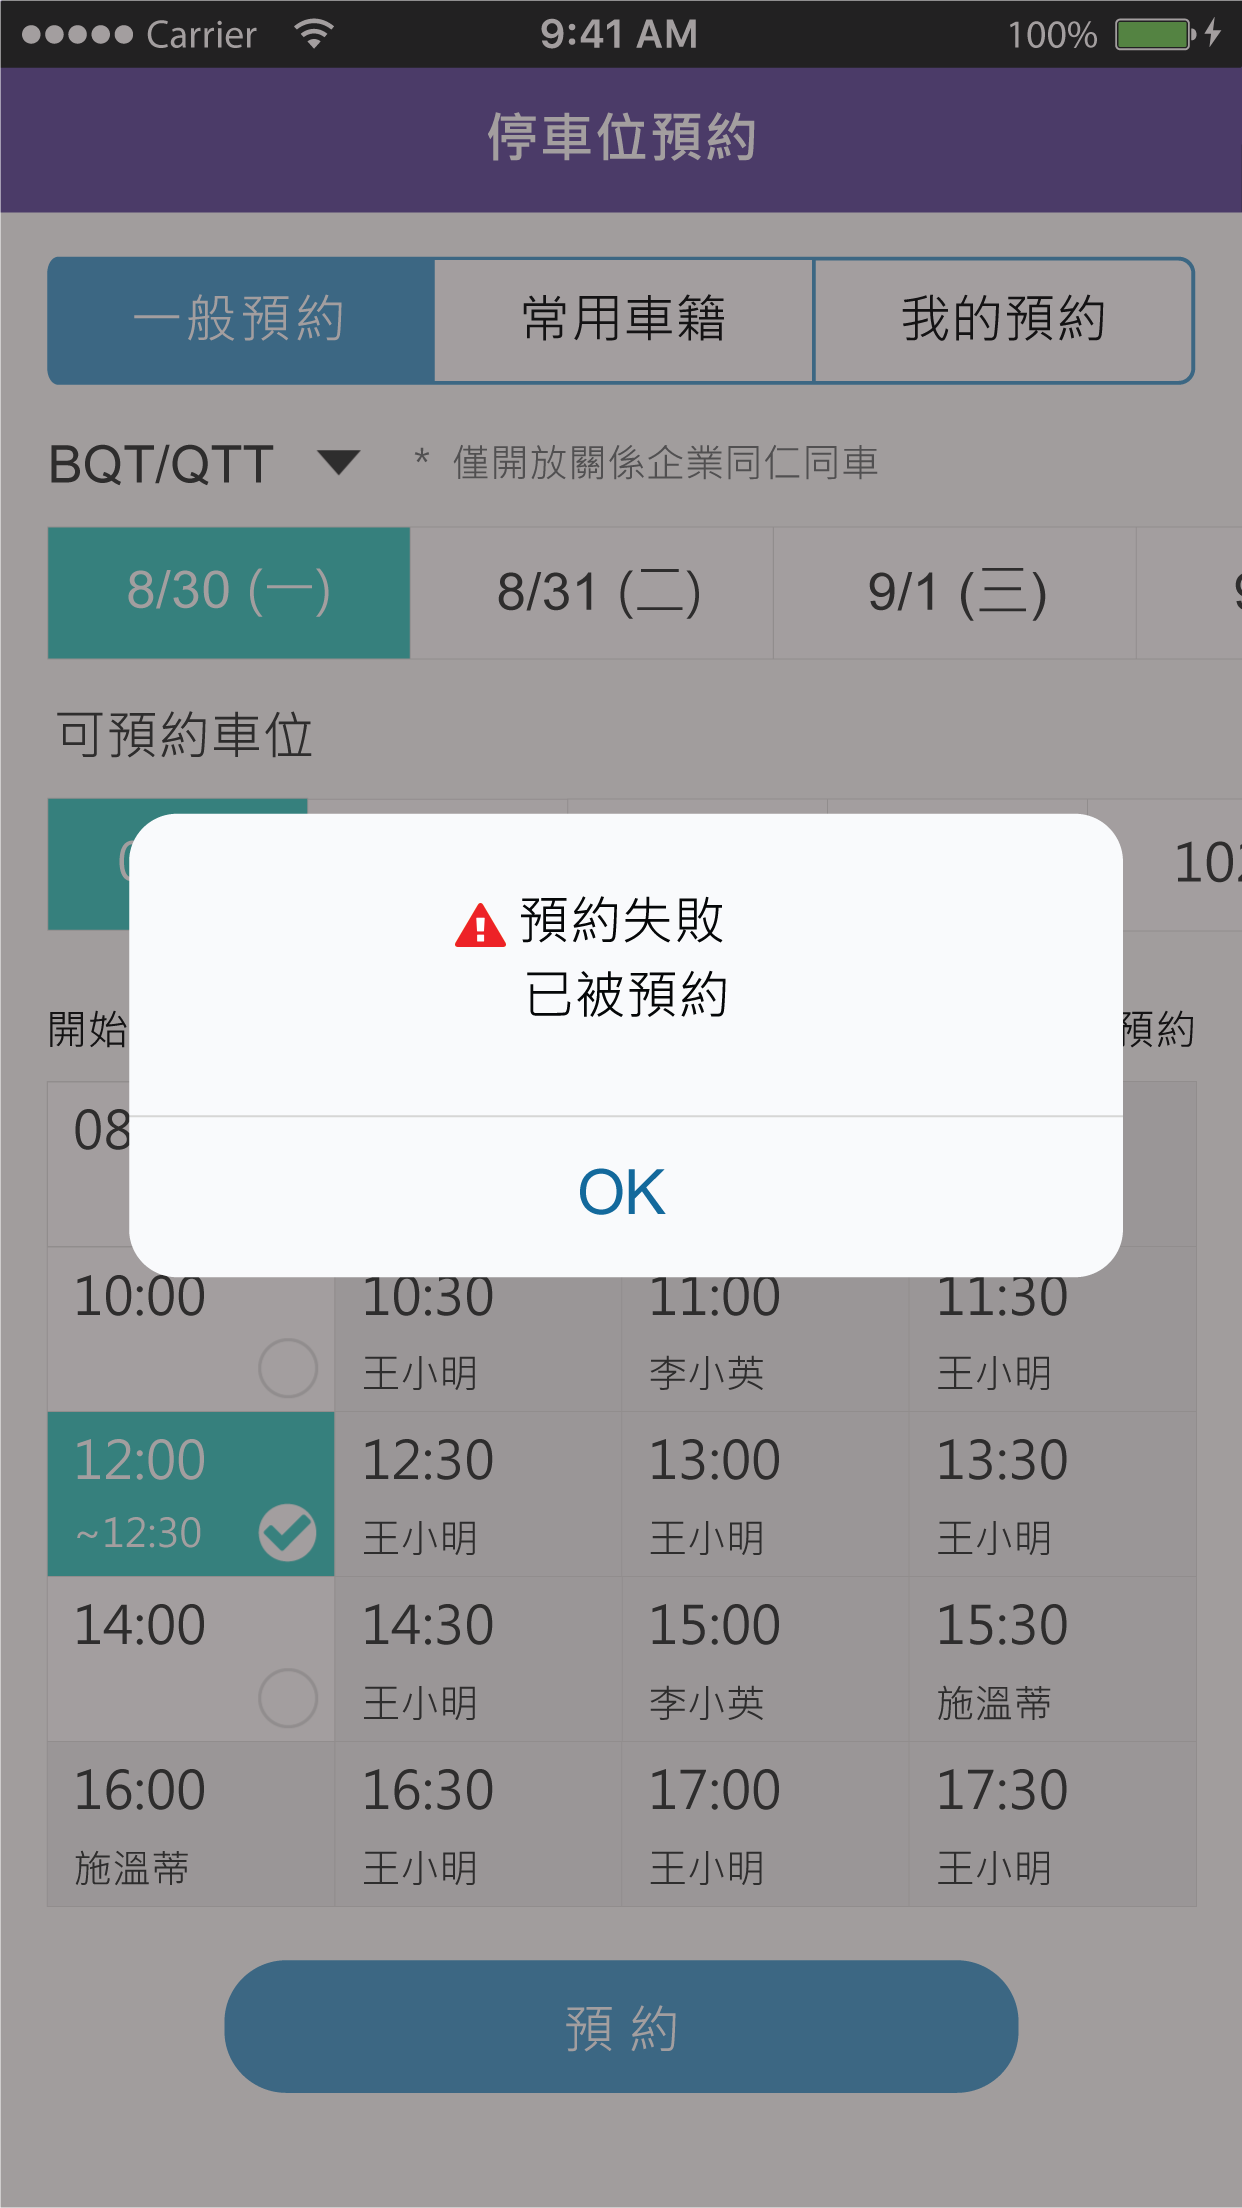 Carrier 9:41 AM 100%
停車位預約
一般預約 常用車籍 我的預約
BQT/QTT * 僅開放關係企業同仁同車
8/30 (一) 8/31 (二) 9/1 (三)
可預約車位
預約失敗
已被預約
開始 預約
08
OK
10:00 10:30 11:00 11:30
王小明 李小英 王小明
12:00 12:30 13:00 13:30
~12:30 王小明 王小明 王小明
14:00 14:30 15:00 15:30
王小明 李小英 施溫蒂
16:00 16:30 17:00 17:30
施溫蒂 王小明 王小明 王小明
預 約